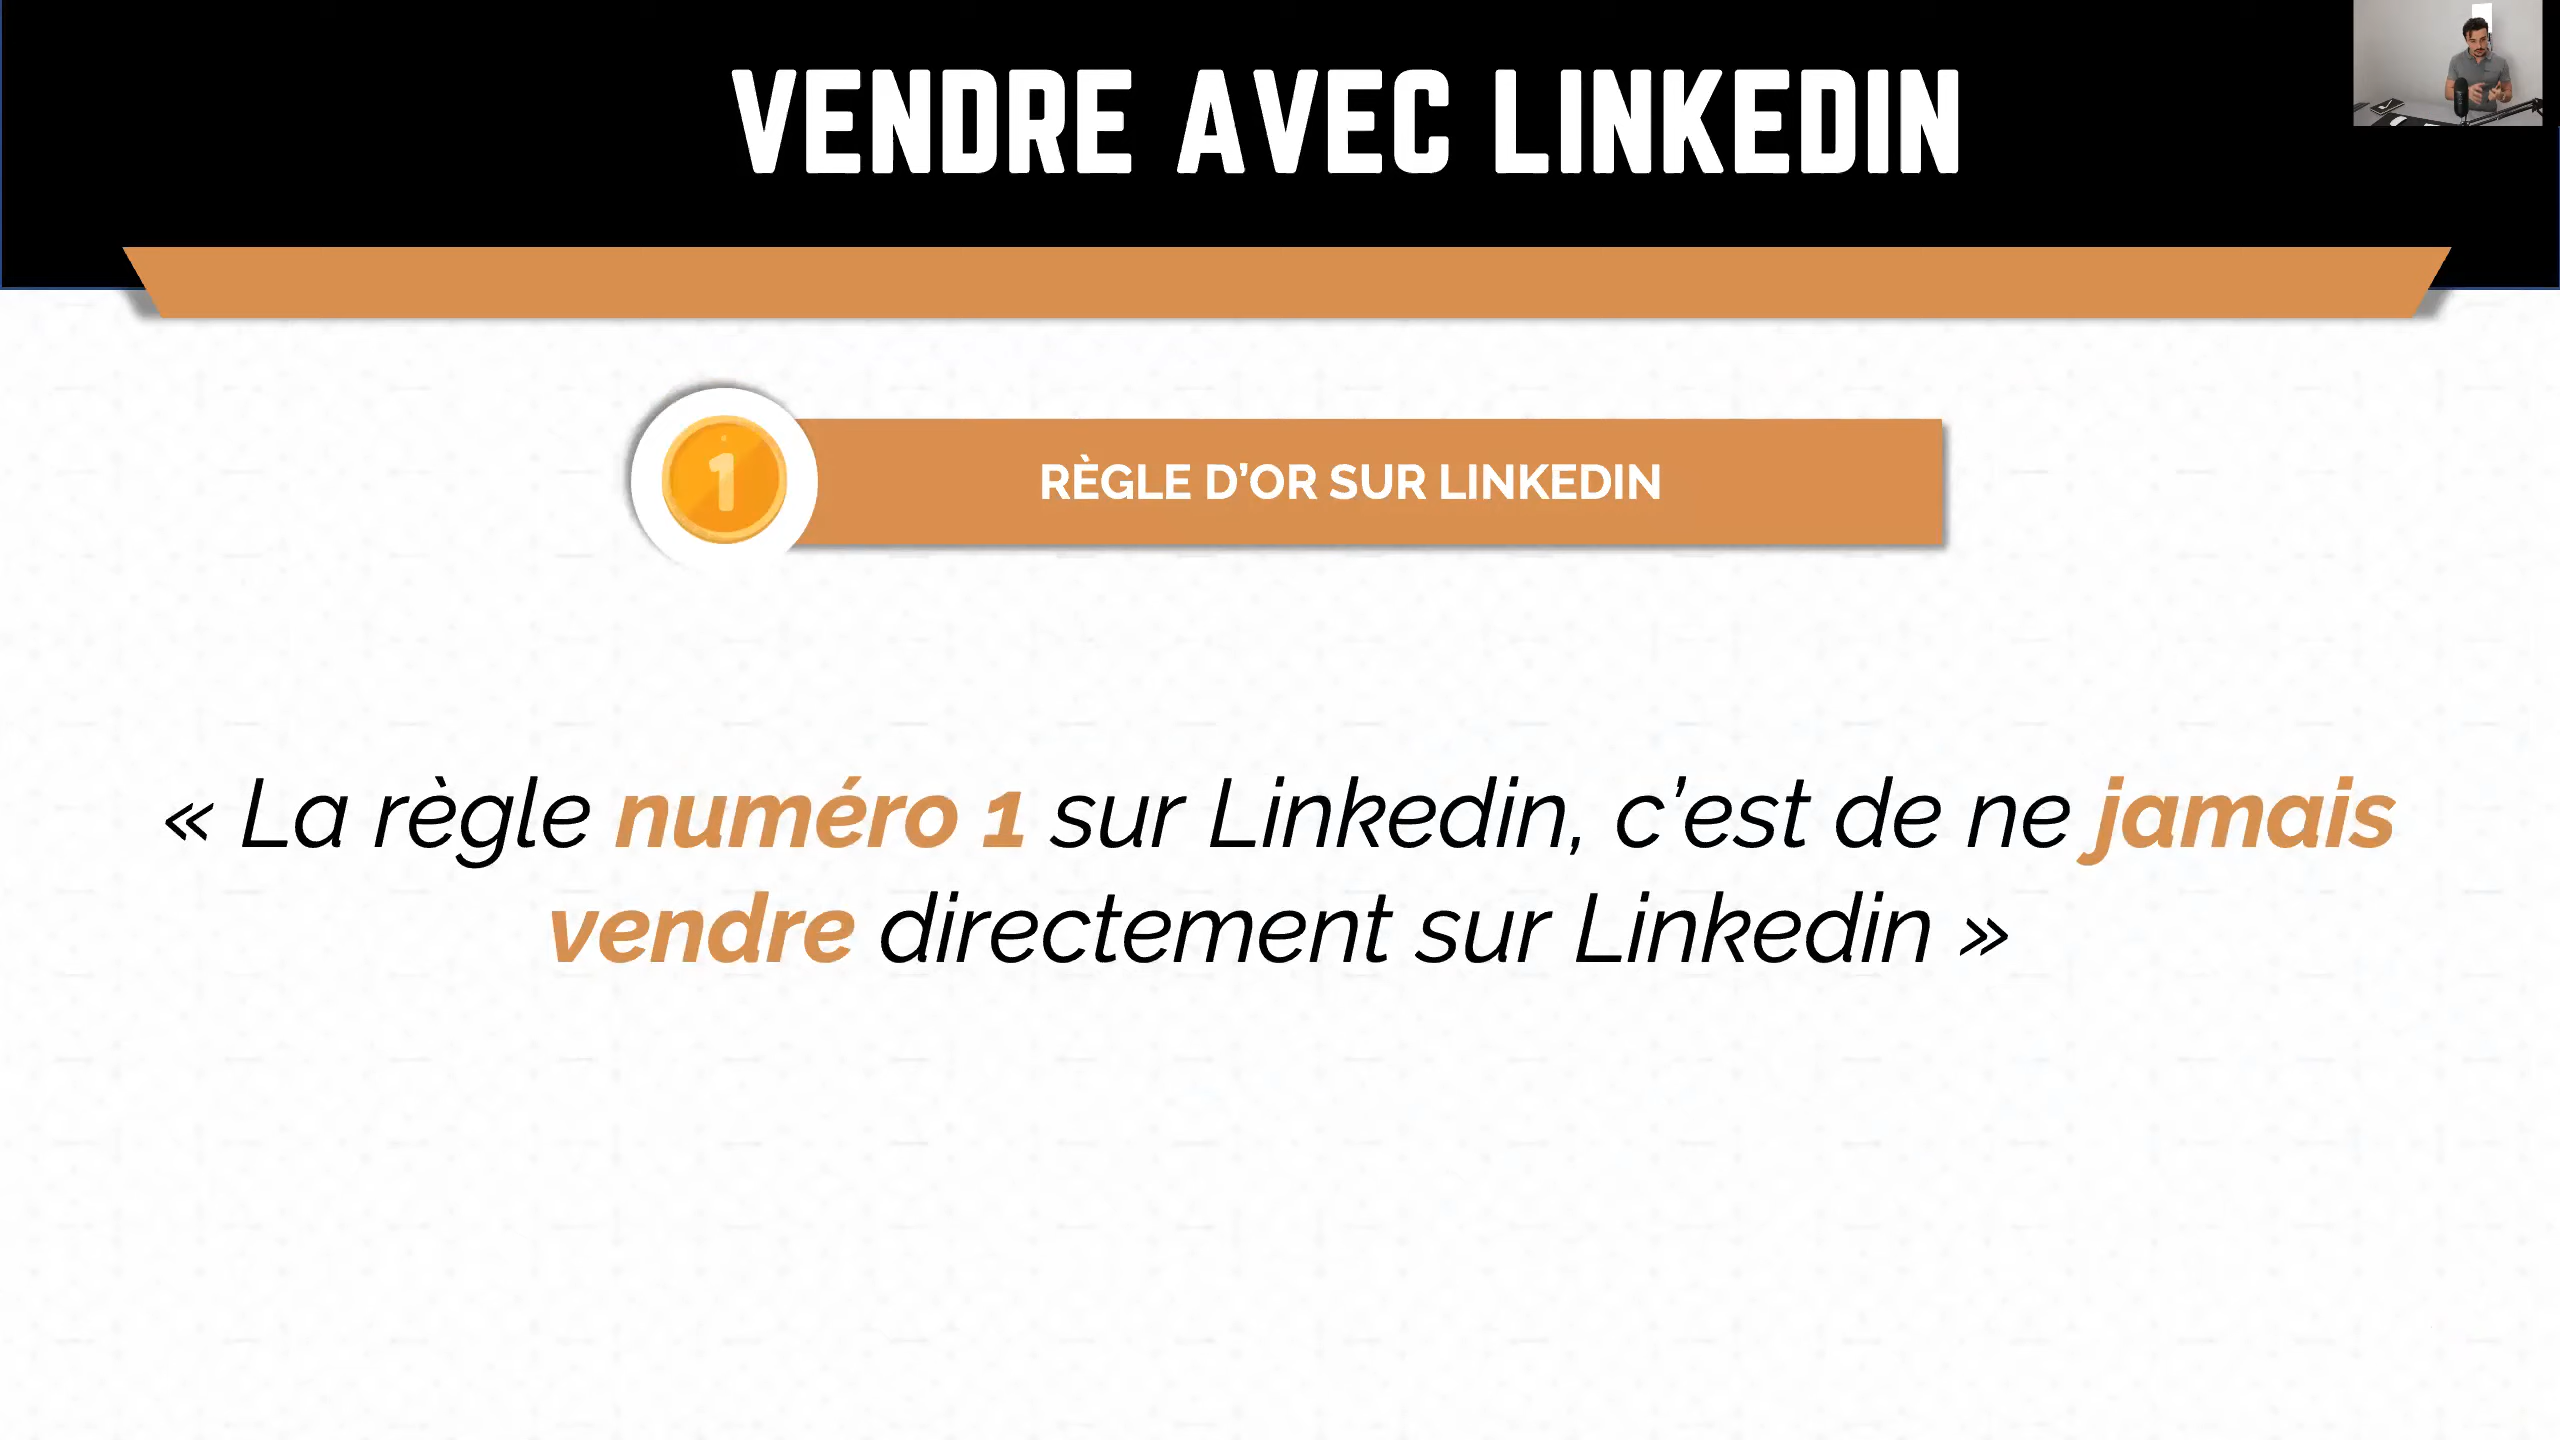 VENDRE AVEC LINKEDIN
1
RÈGLE D’OR SUR LINKEDIN
« La règle numéro 1 sur Linkedin, c’est de ne jamais
vendre directement sur Linkedin »